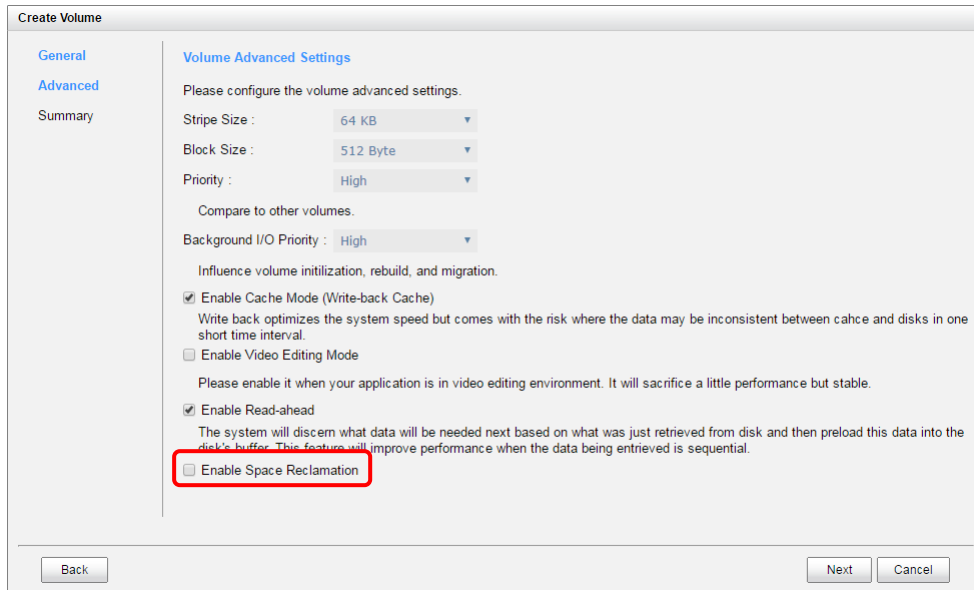 Create Volume
General
Advanced
Summary
Volume Advanced Settings
Please configure the volume advanced settings.
Stripe Size : 64 KB
Block Size : 512 Byte
Priority : High
Compare to other volumes.
Background I/O Priority : High
Influence volume initilization, rebuild, and migration.
Enable Cache Mode (Write-back Cache)
Write back optimizes the system speed but comes with the risk where the data may be inconsistent between cahce and disks in one
short time interval.
Enable Video Editing Mode
Please enable it when your application is in video editing environment. It will sacrifice a little performance but stable.
Enable Read-ahead
The system will discern what data will be needed next based on what was just retrieved from disk and then preload this data into the
disk's buffer. This feature will improve performance when the data being entrieved is sequential.
Enable Space Reclamation
Back Next Cancel